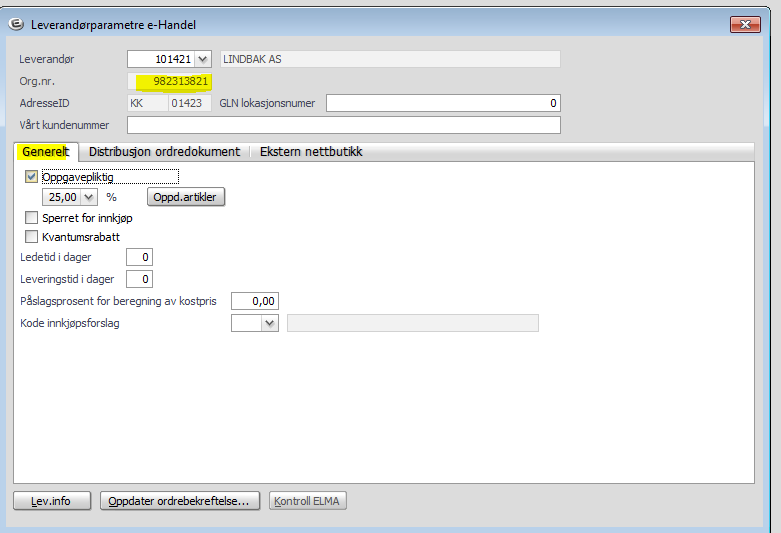 Leverandørparametre e-Handel
Leverandør 101421 LINDBAK AS
Org.nr. 982313821
AdresseID KK 01423 GLN lokasjonsnumer 0
Vårt kundenummer
Generelt Distribusjon ordredokument Ekstern nettbutikk
Oppgavepliktig
25,00 % Oppd.artikler
Sperret for innkjøp
Kvantumsrabatt
Ledetid i dager 0
Leveringstid i dager 0
Påslagsprosent for beregning av kostpris 0,00
Kode innkjøpsforslag
Lev.info Oppdater ordrebekreftelse... Kontroll ELMA